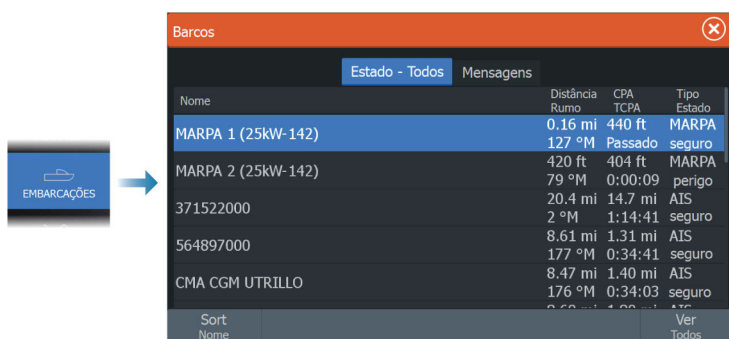 Barcos
Estado - Todos Mensagens
Nome Distância CPA Tipo
Rumo TCPA Estado
MARPA 1 (25kW-142) 0.16 mi 440 ft MARPA
127 °M Passado seguro
MARPA 2 (25kW-142) 420 ft 404 ft MARPA
79 °M 0:00:09 perigo
371522000 20.4 mi 14.7 mi AIS
2 °M 1:14:41 seguro
564897000 8.61 mi 1.31 mi AIS
177 °M 0:34:41 seguro
CMA CGM UTRILLO 8.47 mi 1.40 mi AIS
176 °M 0:34:03 seguro
Sort Ver
Nome Todos
EMBARCAÇÕES